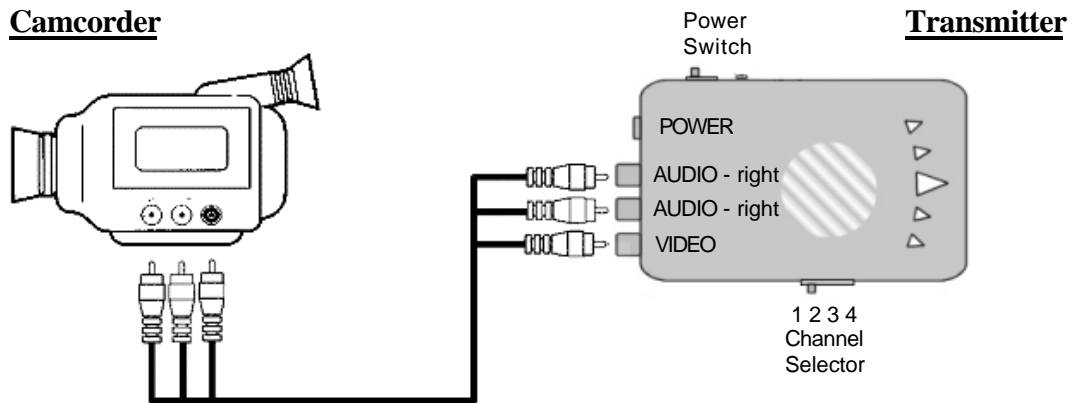 Camcorder
Power
Switch
Transmitter
POWER
AUDIO - right
AUDIO - right
VIDEO
1 2 3 4
Channel
Selector